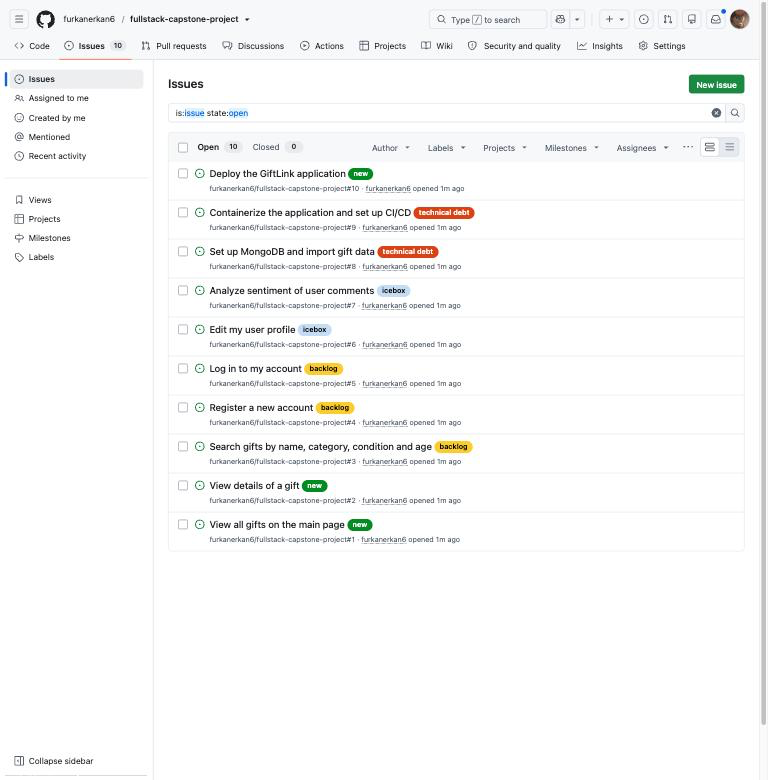 furkanerkan6 / fullstack-capstone-project
Type / to search
Code Issues 10 Pull requests Discussions Actions Projects Wiki Security and quality Insights Settings
Issues
Assigned to me
Created by me
Mentioned
Recent activity
Views
Projects
Milestones
Labels
Collapse sidebar
Issues
New issue
is:issue state:open
Open 10 Closed 0 Author Labels Projects Milestones Assignees
Deploy the GiftLink application new
furkanerkan6/fullstack-capstone-project#10 · furkanerkan6 opened 1m ago
Containerize the application and set up CI/CD technical debt
furkanerkan6/fullstack-capstone-project#9 · furkanerkan6 opened 1m ago
Set up MongoDB and import gift data technical debt
furkanerkan6/fullstack-capstone-project#8 · furkanerkan6 opened 1m ago
Analyze sentiment of user comments icebox
furkanerkan6/fullstack-capstone-project#7 · furkanerkan6 opened 1m ago
Edit my user profile icebox
furkanerkan6/fullstack-capstone-project#6 · furkanerkan6 opened 1m ago
Log in to my account backlog
furkanerkan6/fullstack-capstone-project#5 · furkanerkan6 opened 1m ago
Register a new account backlog
furkanerkan6/fullstack-capstone-project#4 · furkanerkan6 opened 1m ago
Search gifts by name, category, condition and age backlog
furkanerkan6/fullstack-capstone-project#3 · furkanerkan6 opened 1m ago
View details of a gift new
furkanerkan6/fullstack-capstone-project#2 · furkanerkan6 opened 1m ago
View all gifts on the main page new
furkanerkan6/fullstack-capstone-project#1 · furkanerkan6 opened 1m ago